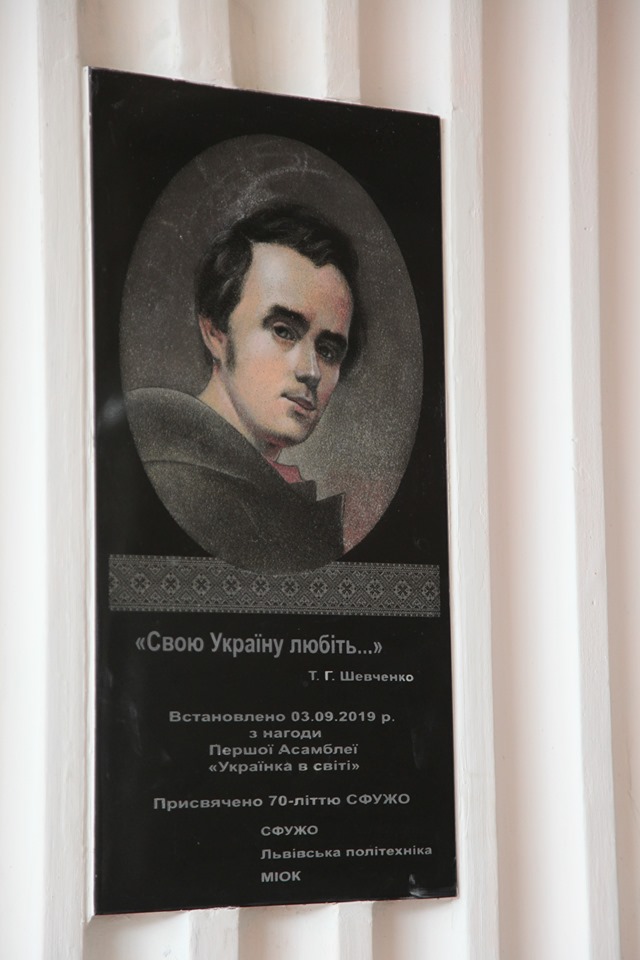 «Свою Україну любіть...»
Т. Г. Шевченко
Встановлено 03.09.2019 р.
з нагоди
Першої Асамблеї
«Українка в світі»
Присвячено 70-літтю СФУЖО
СФУЖО
Львівська політехніка
МІОК